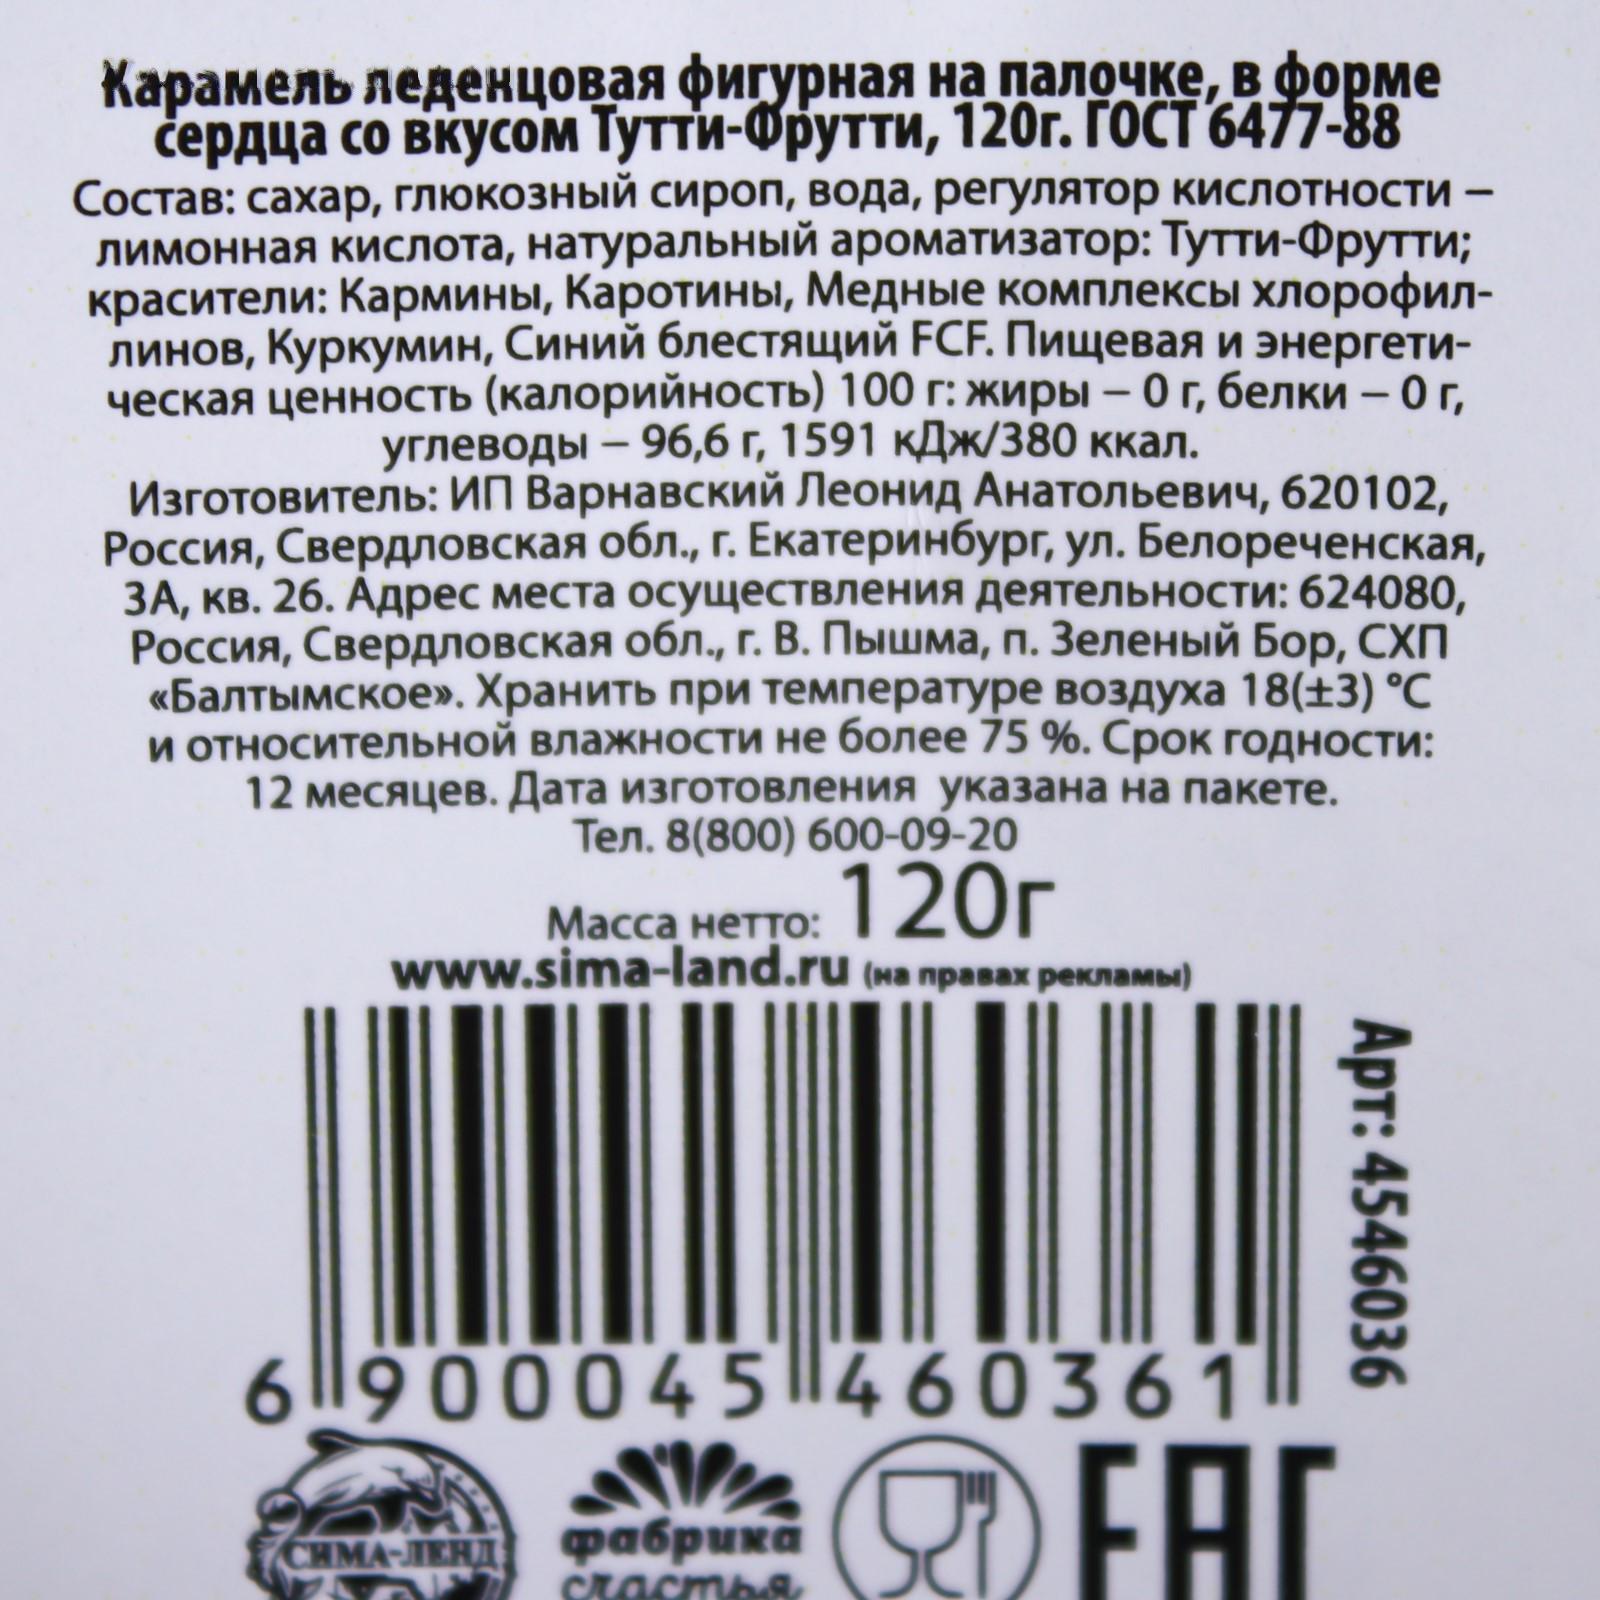 Карамель леденцовая фигурная на палочке, в форме
сердца со вкусом Тутти-Фрутти, 120г. ГОСТ 6477-88
Состав: сахар, глюкозный сироп, вода, регулятор кислотности –
лимонная кислота, натуральный ароматизатор: Тутти-Фрутти;
красители: Кармины, Каротины, Медные комплексы хлорофил-
линов, Куркумин, Синий блестящий FCF. Пищевая и энергети-
ческая ценность (калорийность) 100 г: жиры – 0 г, белки – 0 г,
углеводы – 96,6 г, 1591 кДж/380 ккал.
Изготовитель: ИП Варнавский Леонид Анатольевич, 620102,
Россия, Свердловская обл., г. Екатеринбург, ул. Белореченская,
3А, кв. 26. Адрес места осуществления деятельности: 624080,
Россия, Свердловская обл., г. В. Пышма, п. Зеленый Бор, СХП
«Балтымское». Хранить при температуре воздуха 18(±3) °С
и относительной влажности не более 75 %. Срок годности:
12 месяцев. Дата изготовления указана на пакете.
Тел. 8(800) 600-09-20
Масса нетто: 120г
www.sima-land.ru (на правах рекламы)
Арт: 4546036
6 900045 460361
СИМА-ЛЕНД
фабрика
счастья
ЕАС